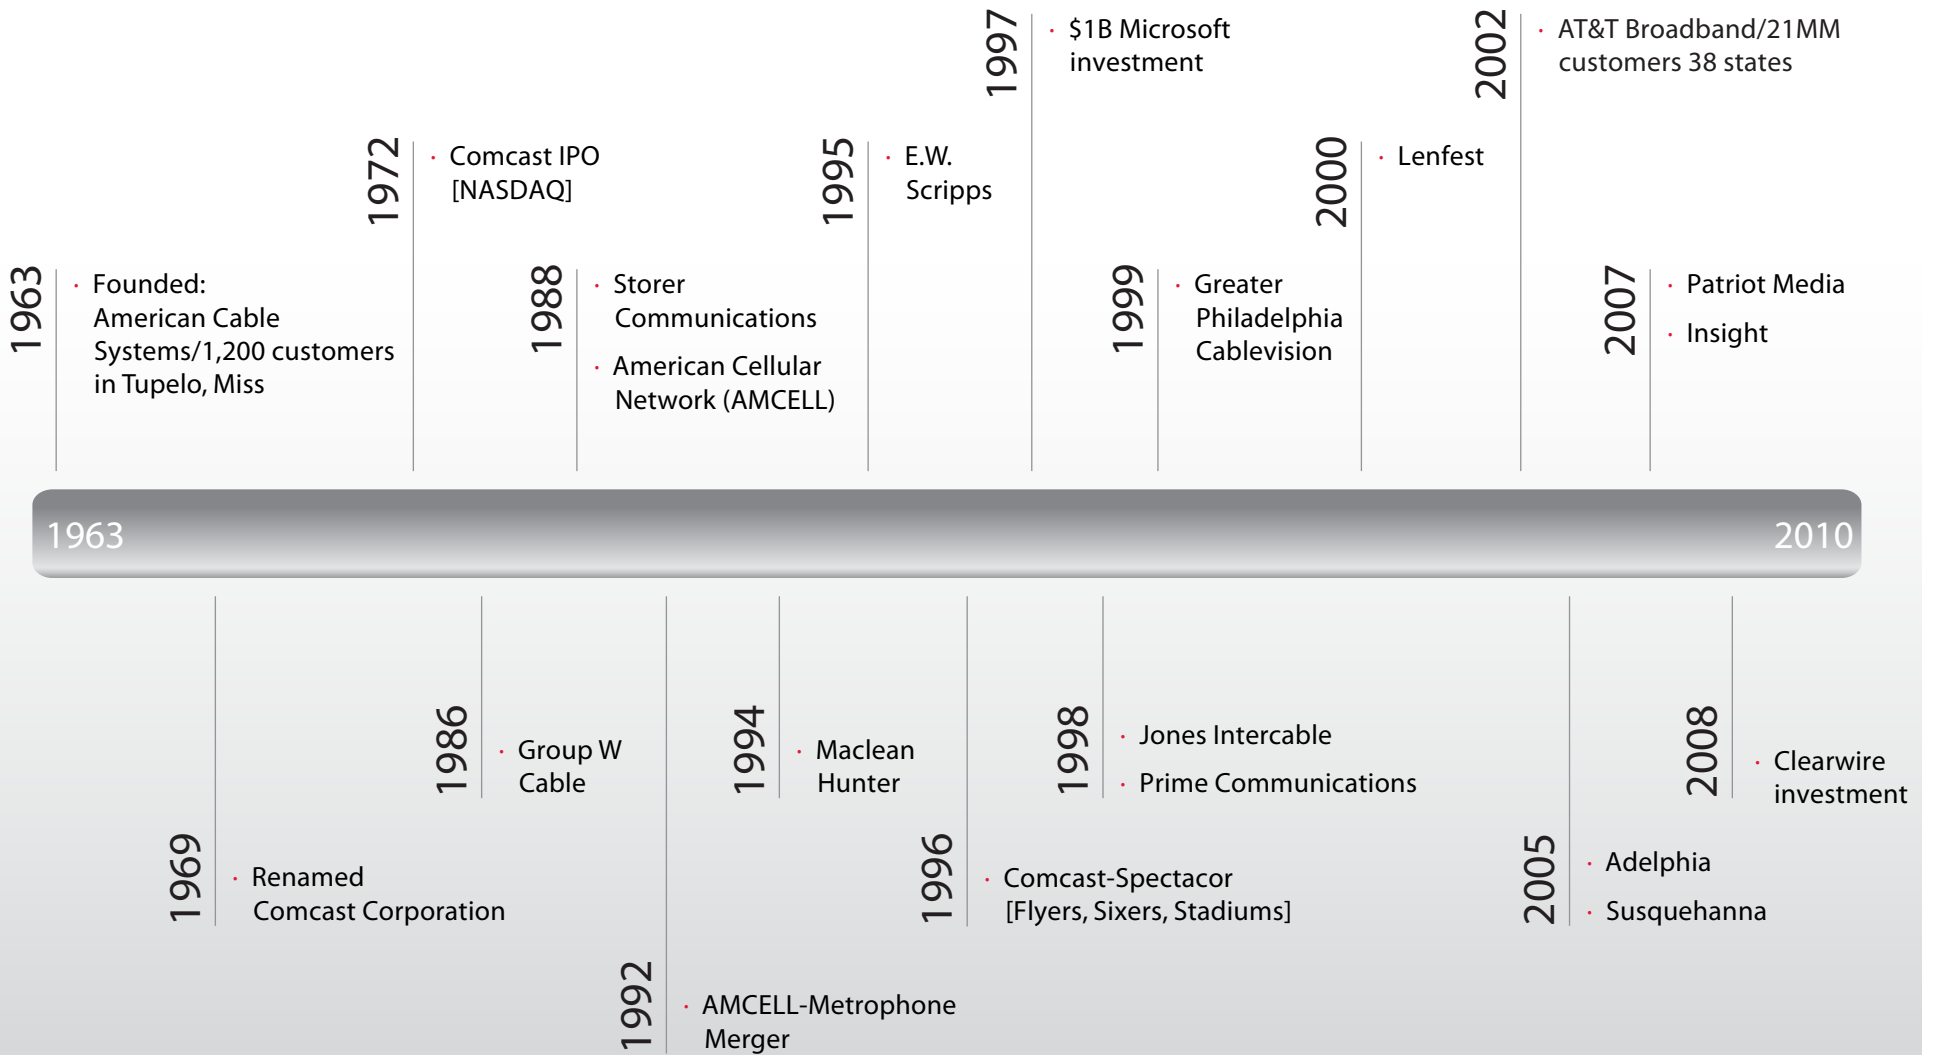 1997
· $1B Microsoft
investment
2002
· AT&T Broadband/21MM
customers 38 states
1972
· Comcast IPO
[NASDAQ]
1995
· E.W.
Scripps
2000
· Lenfest
1963
· Founded:
American Cable
Systems/1,200 customers
in Tupelo, Miss
1988
· Storer
Communications
· American Cellular
Network (AMCELL)
1999
· Greater
Philadelphia
Cablevision
2007
· Patriot Media
· Insight
1963
2010
1986
· Group W
Cable
1994
· Maclean
Hunter
1998
· Jones Intercable
· Prime Communications
2008
· Clearwire
investment
1969
· Renamed
Comcast Corporation
1996
· Comcast-Spectacor
[Flyers, Sixers, Stadiums]
2005
· Adelphia
· Susquehanna
1992
· AMCELL-Metrophone
Merger